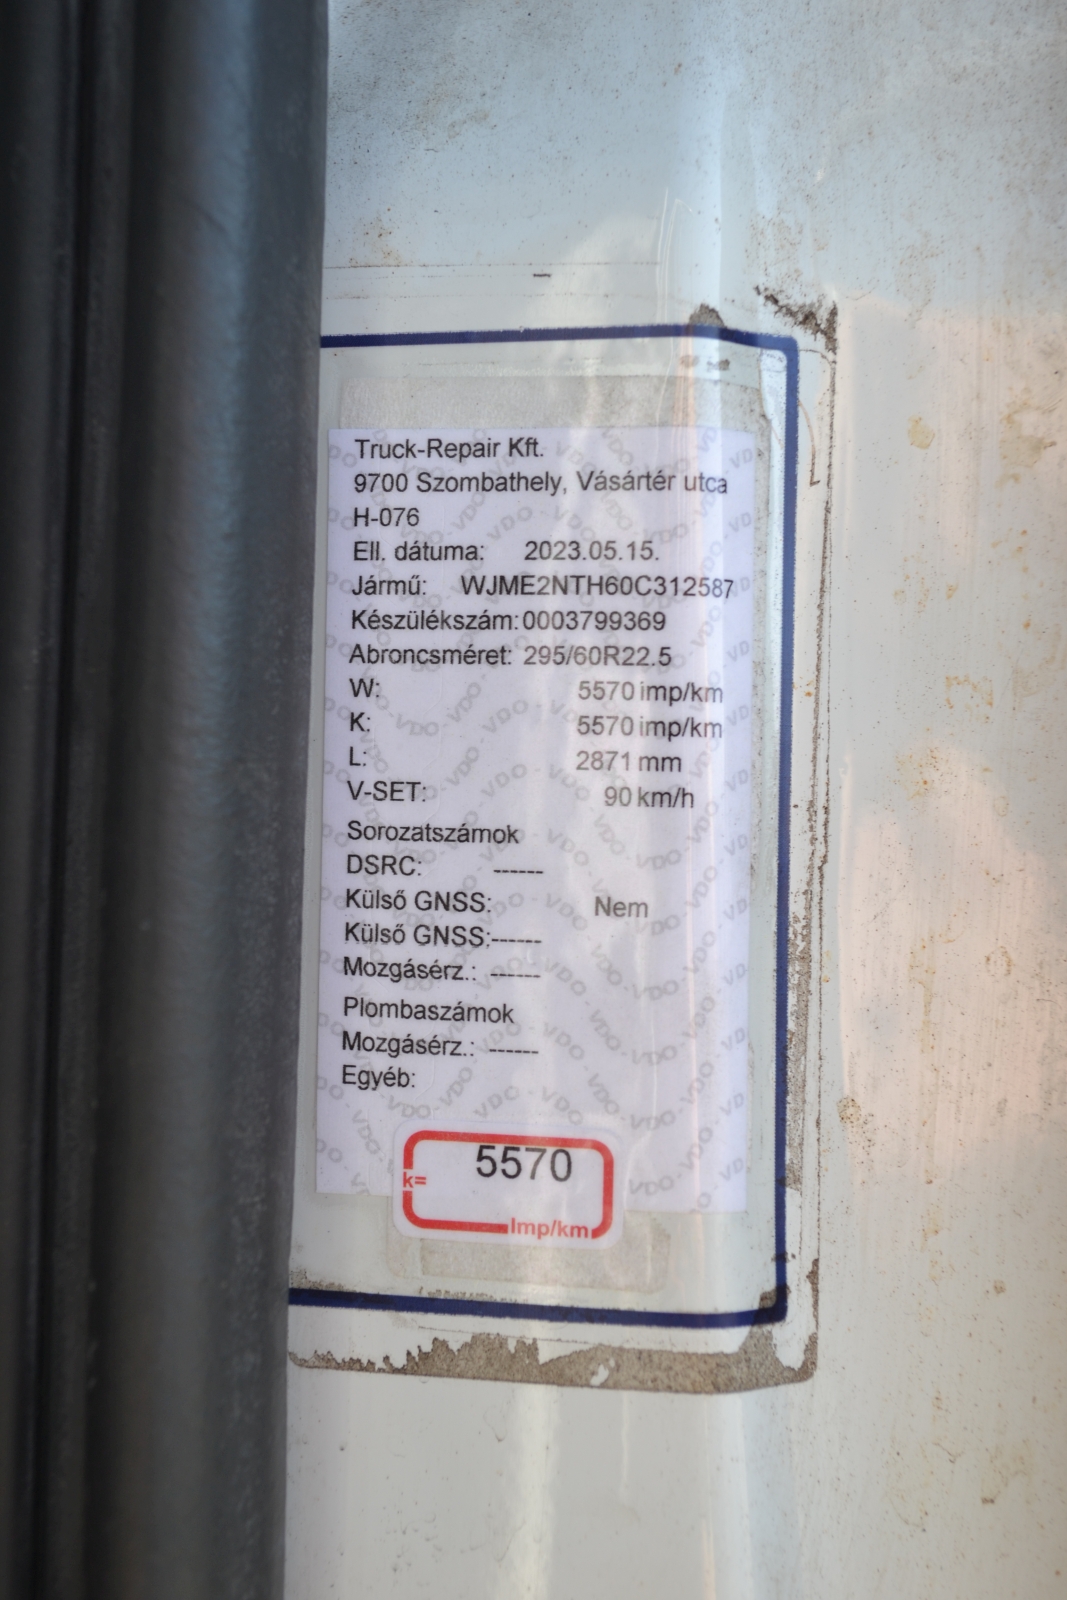 Truck-Repair Kft.
9700 Szombathely, Vásártér utca
H-076
Ell. dátuma: 2023.05.15.
Jármű: WJME2NTH60C312587
Készülékszám: 0003799369
Abroncsméret: 295/60R22.5
W: 5570 imp/km
K: 5570 imp/km
L: 2871 mm
V-SET: 90 km/h
Sorozatszámok
DSRC: ------
Külső GNSS: Nem
Külső GNSS: ------
Mozgásérz.: ------
Plombaszámok
Mozgásérz.: ------
Egyéb:
5570
k=
Imp/km